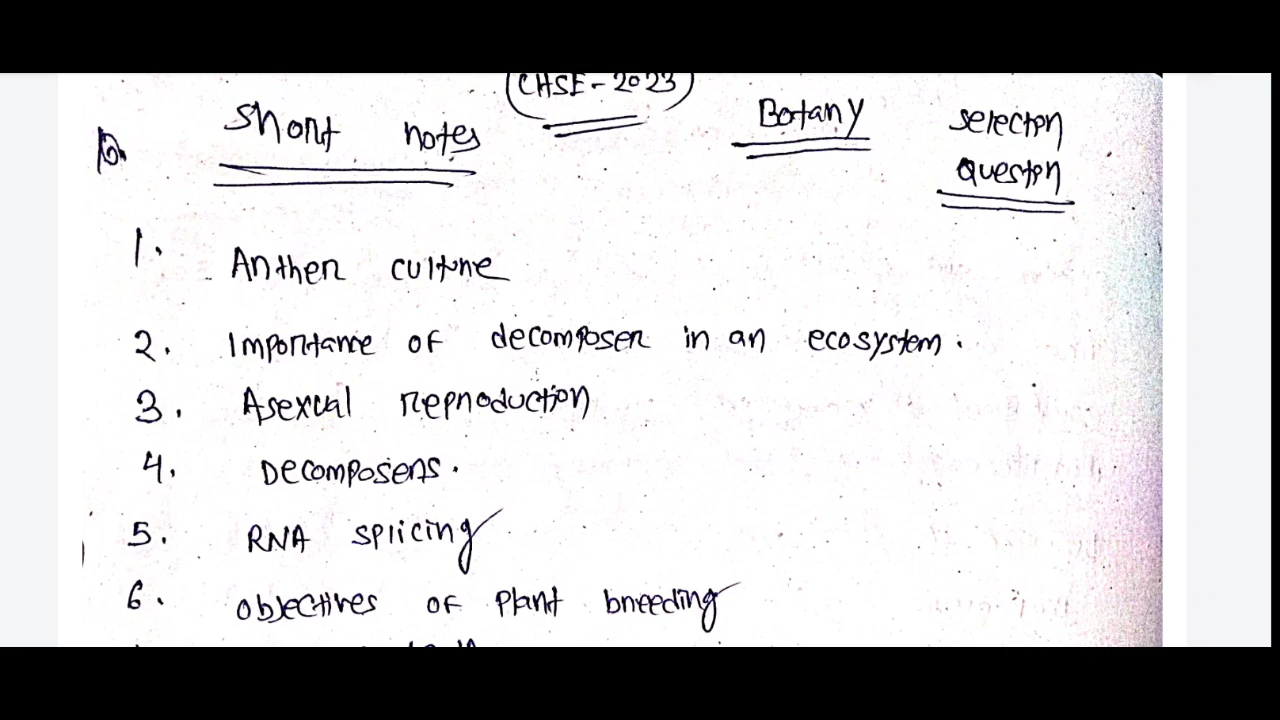 CHSE - 2023
Short notes Botany Selection Question
1. Anther culture
2. Importance of decomposer in an ecosystem.
3. Asexual reproduction
4. Decomposers.
5. RNA splicing
6. Objectives of plant breeding